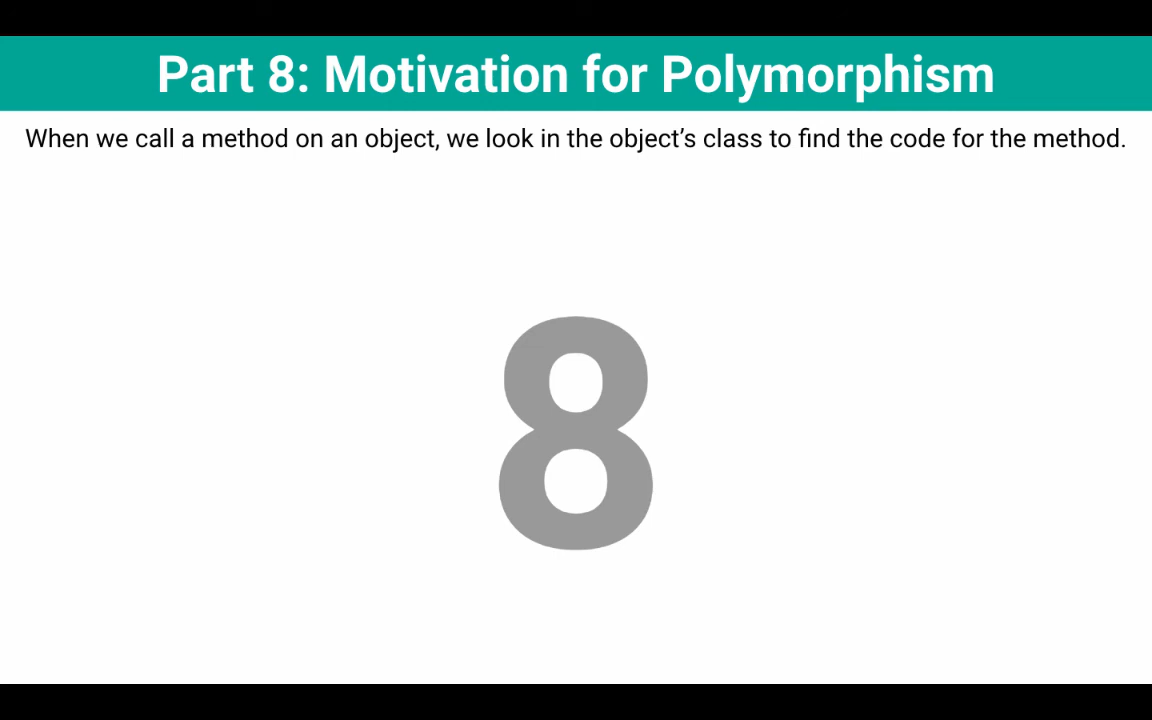 Part 8: Motivation for Polymorphism
When we call a method on an object, we look in the object’s class to find the code for the method.
8